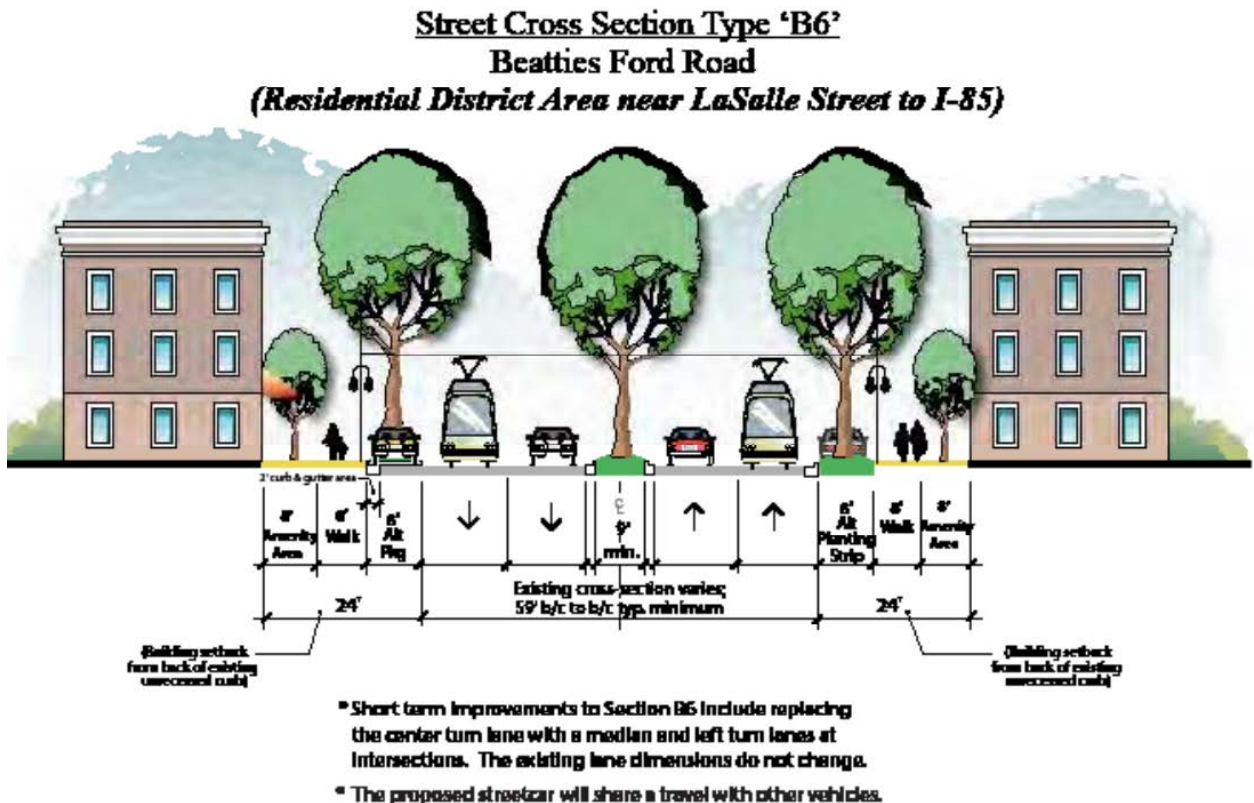 Street Cross Section Type ‘B6’
Beatties Ford Road
(Residential District Area near LaSalle Street to I-85)
2' curb & gutter area
8'
Amenity
Area
Walk
8'
Alt
Pkg
9'
min.
8'
Alt
Planting
Strip
8'
Walk
8'
Amenity
Area
24'
Existing cross-section varies;
59' b/c to b/c typ. minimum
24'
(Building setback
from back of existing
unrecessed curb)
(Building setback
from back of existing
unrecessed curb)
* Short term improvements to Section B6 include replacing
the center turn lane with a median and left turn lanes at
intersections. The existing lane dimensions do not change.
* The proposed streetcar will share a travel with other vehicles.